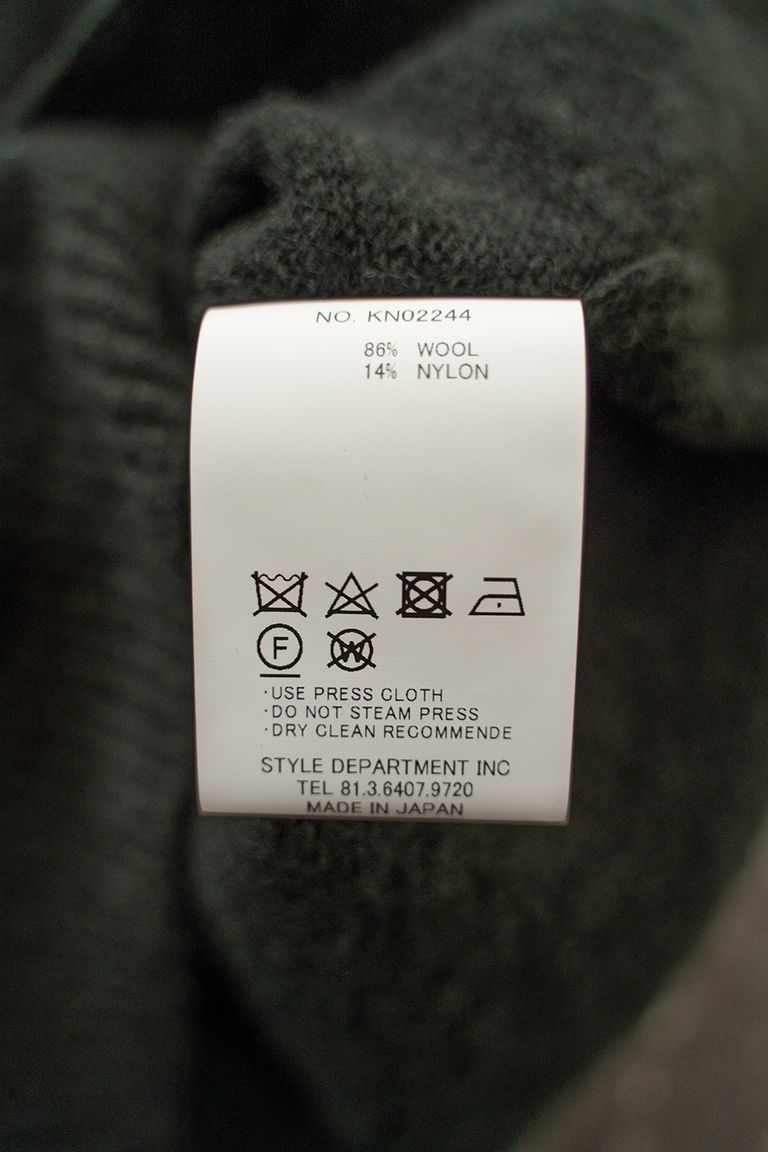 NO. KN02244
86% WOOL
14% NYLON
F W
·USE PRESS CLOTH
·DO NOT STEAM PRESS
·DRY CLEAN RECOMMENDE
STYLE DEPARTMENT INC
TEL 81.3.6407.9720
MADE IN JAPAN